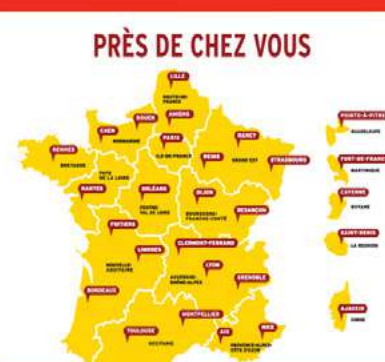 PRÈS DE CHEZ VOUS
LILLE
HAUTS-DE-
FRANCE
AMIENS
ROUEN
CAEN
NORMANDIE
PARIS
ILE-DE-FRANCE
NANCY
REIMS
GRAND EST
STRASBOURG
RENNES
BRETAGNE
PAYS
DE LA LOIRE
NANTES
ORLÉANS
CENTRE-
VAL DE LOIRE
DIJON
BOURGOGNE-
FRANCHE-COMTÉ
BESANÇON
POITIERS
LIMOGES
CLERMONT-FERRAND
NOUVELLE-
AQUITAINE
AUVERGNE-
RHÔNE-ALPES
LYON
GRENOBLE
BORDEAUX
MONTPELLIER
TOULOUSE
OCCITANIE
AIX
NICE
PROVENCE-ALPES-
CÔTE D'AZUR
POINTE-À-PITRE
GUADELOUPE
FORT-DE-FRANCE
MARTINIQUE
CAYENNE
GUYANE
SAINT-DENIS
LA REUNION
AJACCIO
CORSE